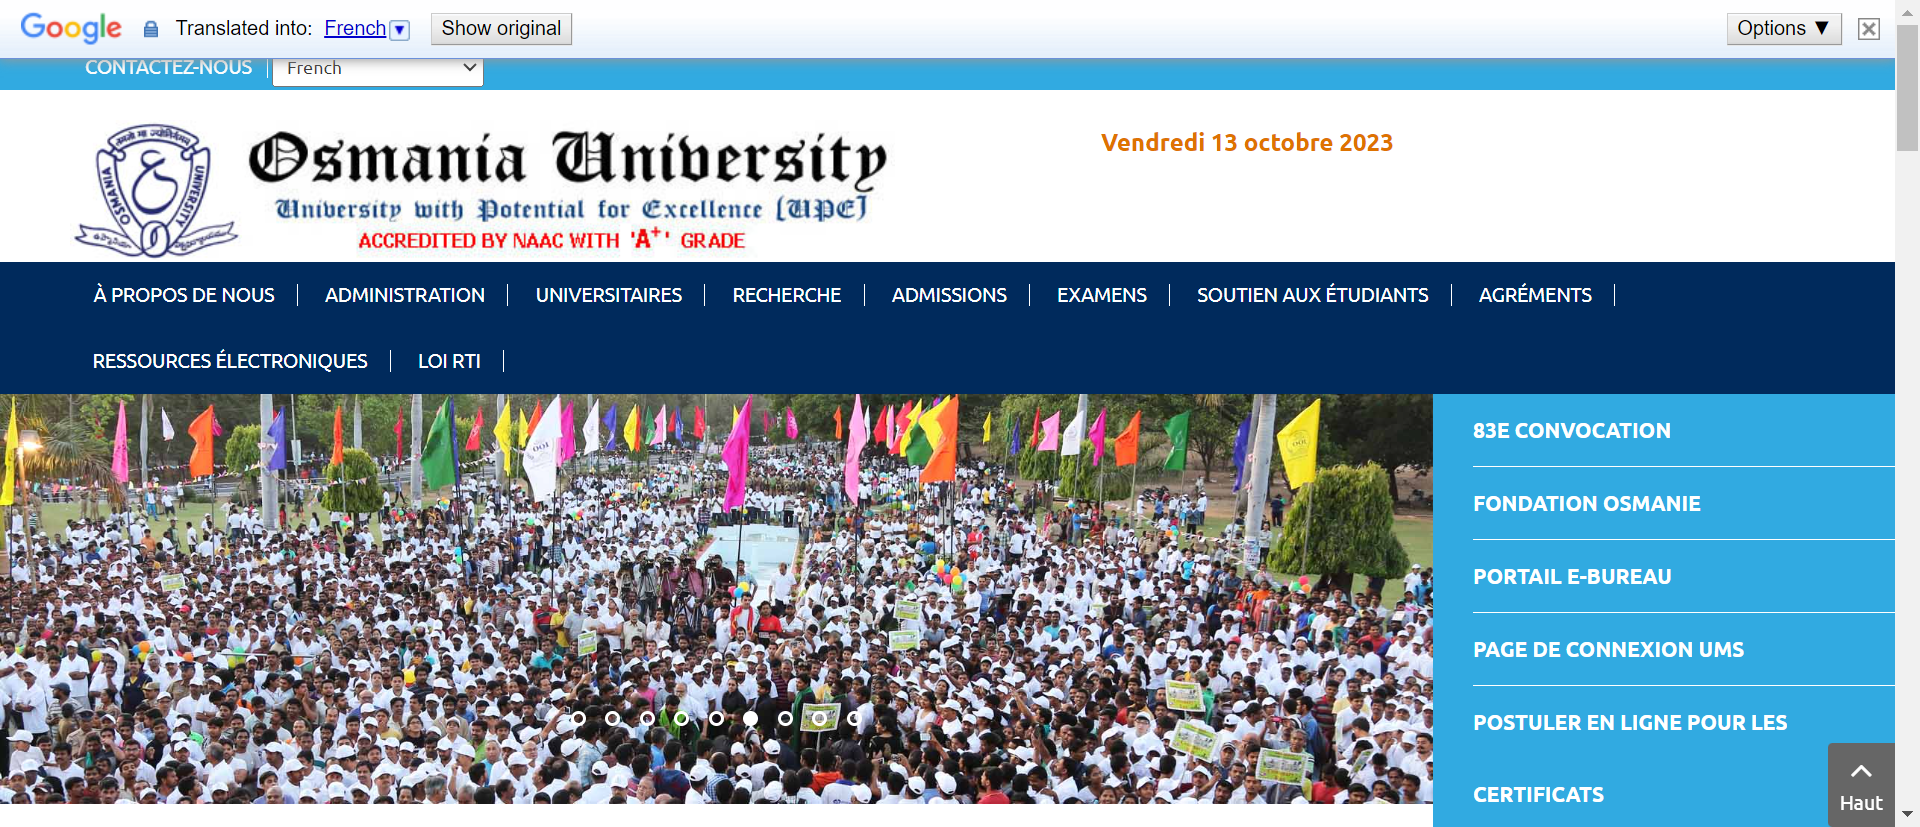 Google Translated into: French Show original Options ▼
CONTACTEZ-NOUS French
Osmania University
University with Potential for Excellence [UPE]
ACCREDITED BY NAAC WITH 'A+' GRADE
OSMANIA UNIVERSITY
Vendredi 13 octobre 2023
À PROPOS DE NOUS ADMINISTRATION UNIVERSITAIRES RECHERCHE ADMISSIONS EXAMENS SOUTIEN AUX ÉTUDIANTS AGRÉMENTS
RESSOURCES ÉLECTRONIQUES LOI RTI
83E CONVOCATION
FONDATION OSMANIE
PORTAIL E-BUREAU
PAGE DE CONNEXION UMS
POSTULER EN LIGNE POUR LES
CERTIFICATS
Haut